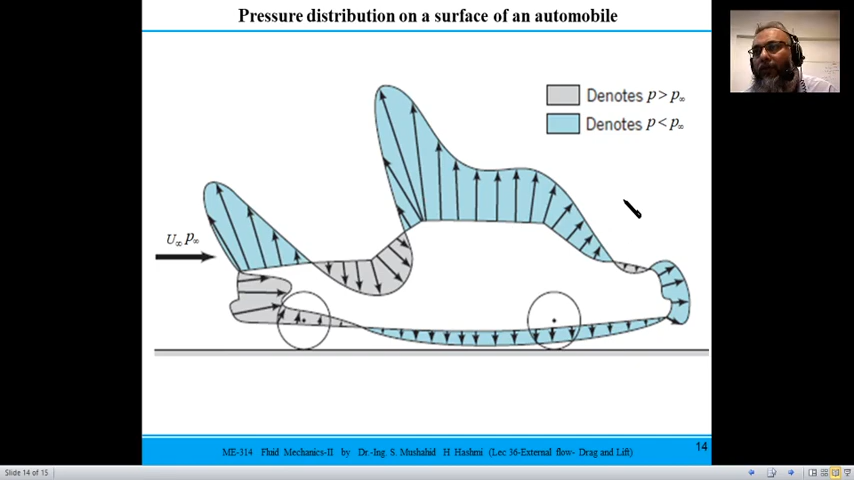 Pressure distribution on a surface of an automobile
Denotes p > p∞
Denotes p < p∞
U∞ p∞
ME-314 Fluid Mechanics-II by Dr.-Ing. S. Mushahid H Hashmi (Lec 36-External flow- Drag and Lift)
14
Slide 14 of 15